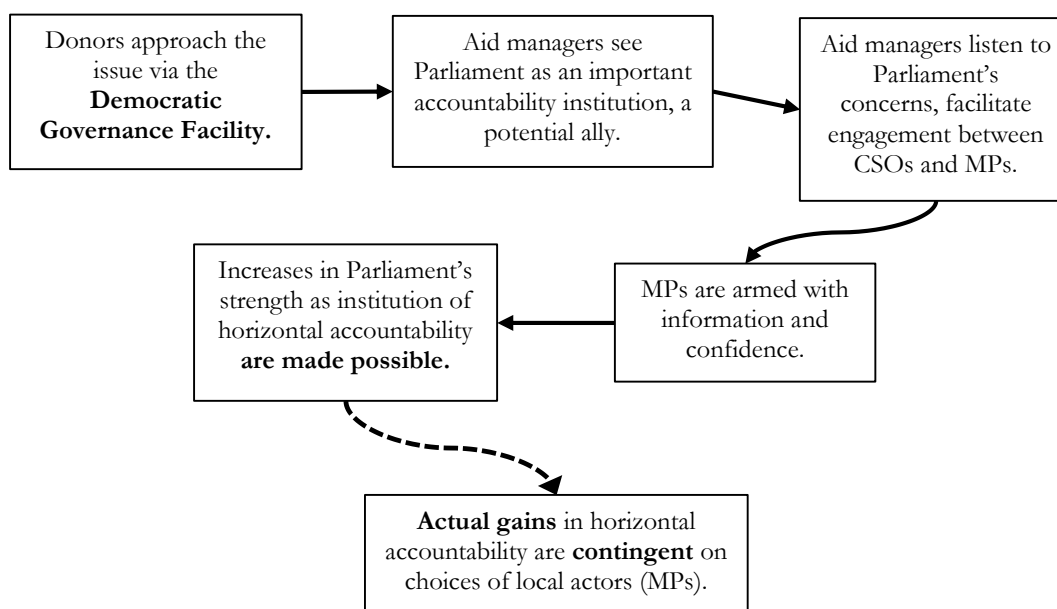 Donors approach the
issue via the
Democratic
Governance Facility.
Aid managers see
Parliament as an important
accountability institution, a
potential ally.
Aid managers listen to
Parliament’s
concerns, facilitate
engagement between
CSOs and MPs.
MPs are armed with
information and
confidence.
Increases in Parliament’s
strength as institution of
horizontal accountability
are made possible.
Actual gains in horizontal
accountability are contingent on
choices of local actors (MPs).